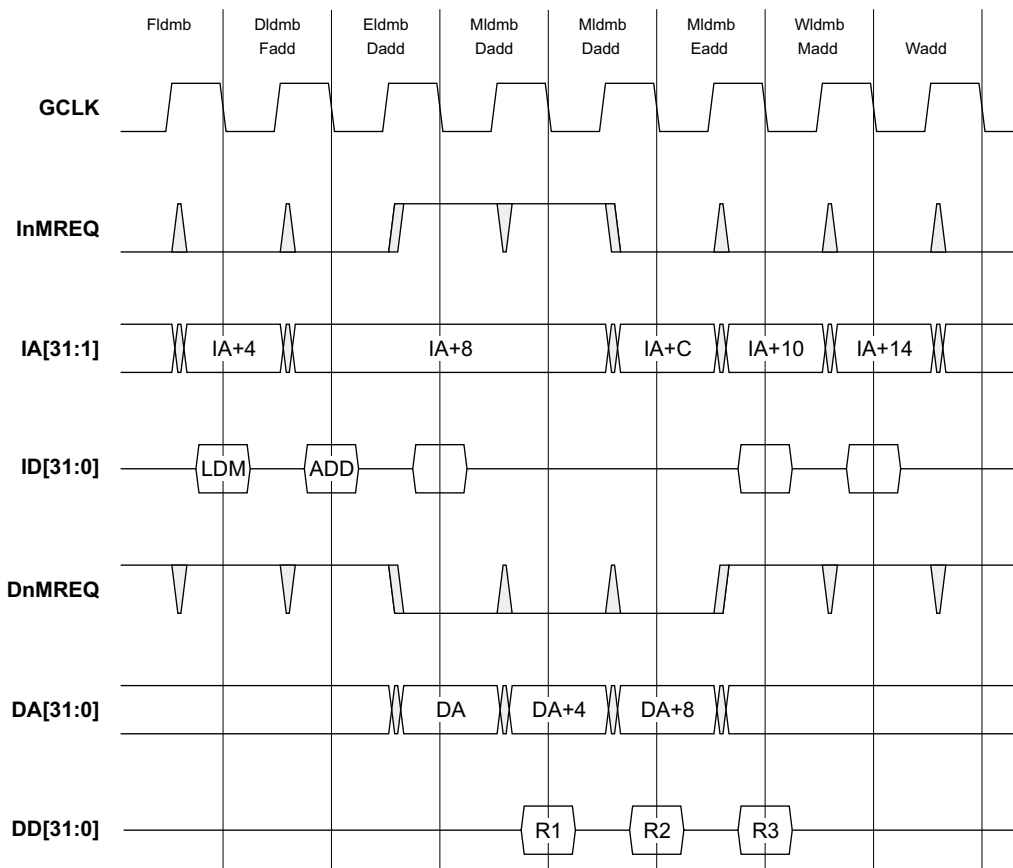 Fldmb Dldmb Eldmb Mldmb Mldmb Mldmb Wldmb
Fadd Dadd Dadd Dadd Eadd Madd Wadd
GCLK
InMREQ
IA[31:1] IA+4 IA+8 IA+C IA+10 IA+14
ID[31:0] LDM ADD
DnMREQ
DA[31:0] DA DA+4 DA+8
DD[31:0] R1 R2 R3